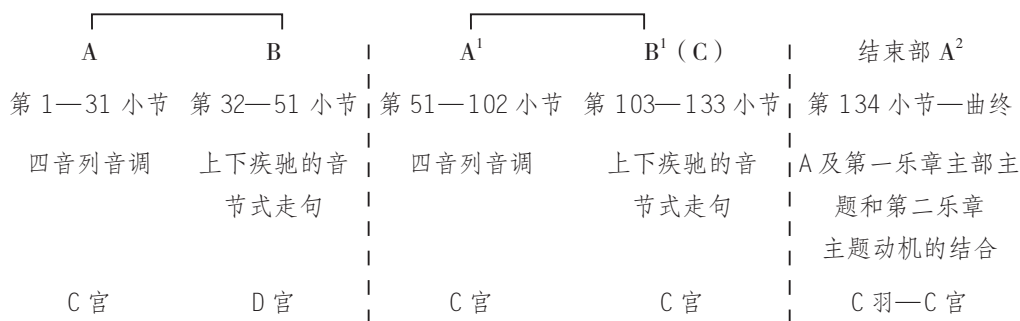 A B A¹ B¹（C） 结束部 A²
第 1—31 小节 第 32—51 小节 第 51—102 小节 第 103—133 小节 第 134 小节—曲终
四音列音调 上下疾驰的音 四音列音调 上下疾驰的音 A 及第一乐章主部主
节式走句 节式走句 题和第二乐章
主题动机的结合
C 宫 D 宫 C 宫 C 宫 C 羽—C 宫